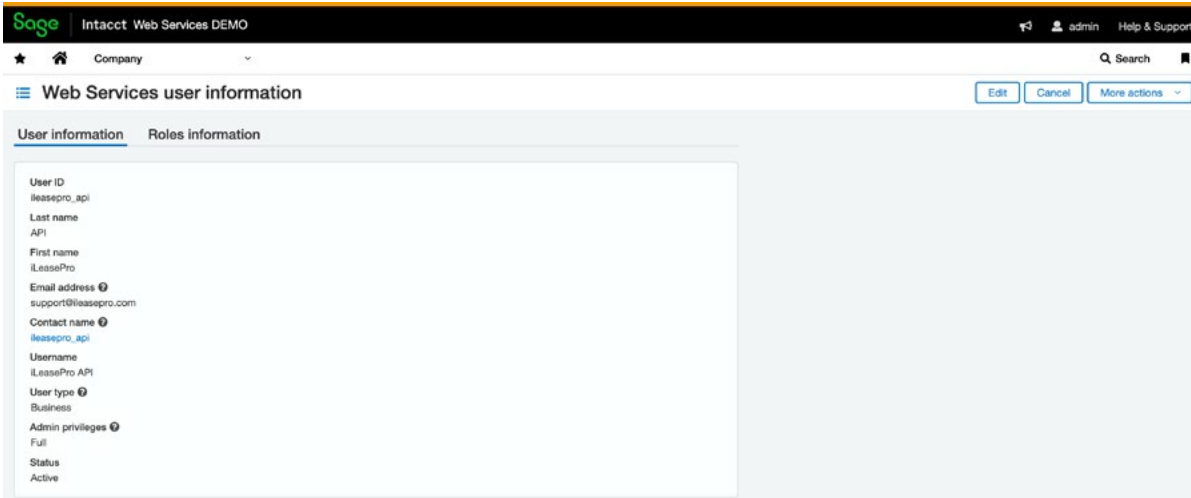 Sage Intacct Web Services DEMO admin Help & Support
Company Search
Web Services user information Edit Cancel More actions
User information Roles information
User ID
ileasepro_api
Last name
API
First name
iLeasePro
Email address
support@ileasepro.com
Contact name
ileasepro_api
Username
iLeasePro API
User type
Business
Admin privileges
Full
Status
Active